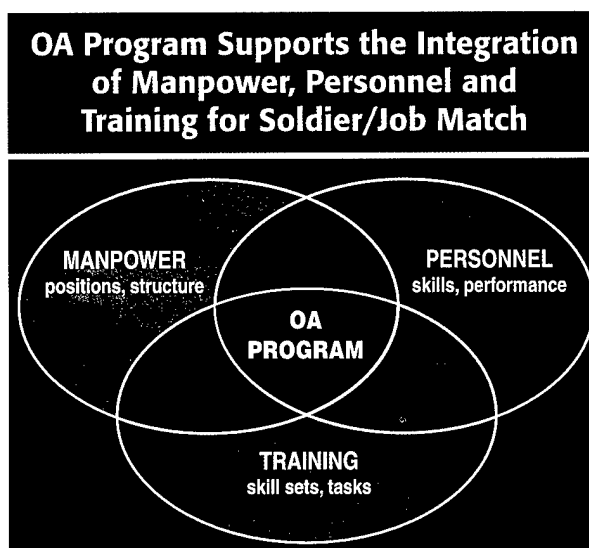 OA Program Supports the Integration
of Manpower, Personnel and
Training for Soldier/Job Match
MANPOWER
positions, structure
PERSONNEL
skills, performance
OA
PROGRAM
TRAINING
skill sets, tasks